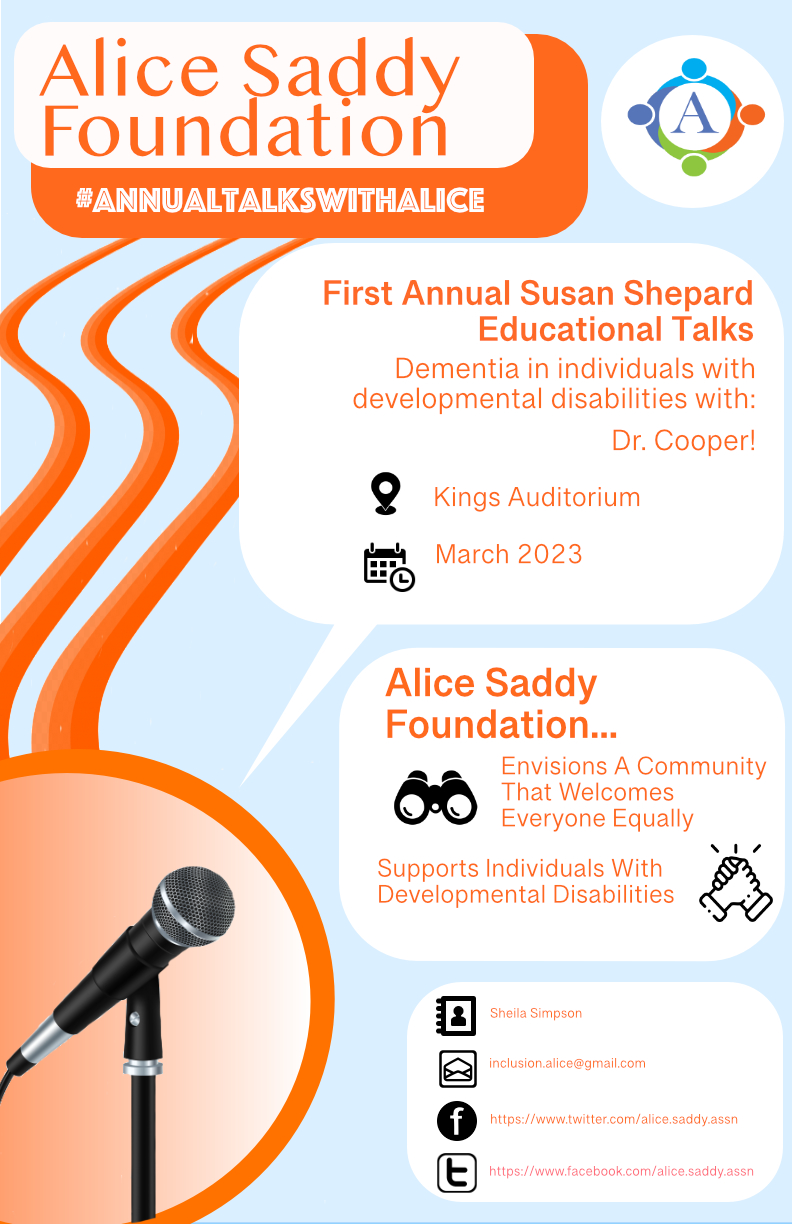 Alice Saddy
Foundation
#ANNUALTALKSWITHALICE
A
First Annual Susan Shepard
Educational Talks
Dementia in individuals with
developmental disabilities with:
Dr. Cooper!
Kings Auditorium
March 2023
Alice Saddy
Foundation...
Envisions A Community
That Welcomes
Everyone Equally
Supports Individuals With
Developmental Disabilities
Sheila Simpson
inclusion.alice@gmail.com
https://www.twitter.com/alice.saddy.assn
https://www.facebook.com/alice.saddy.assn